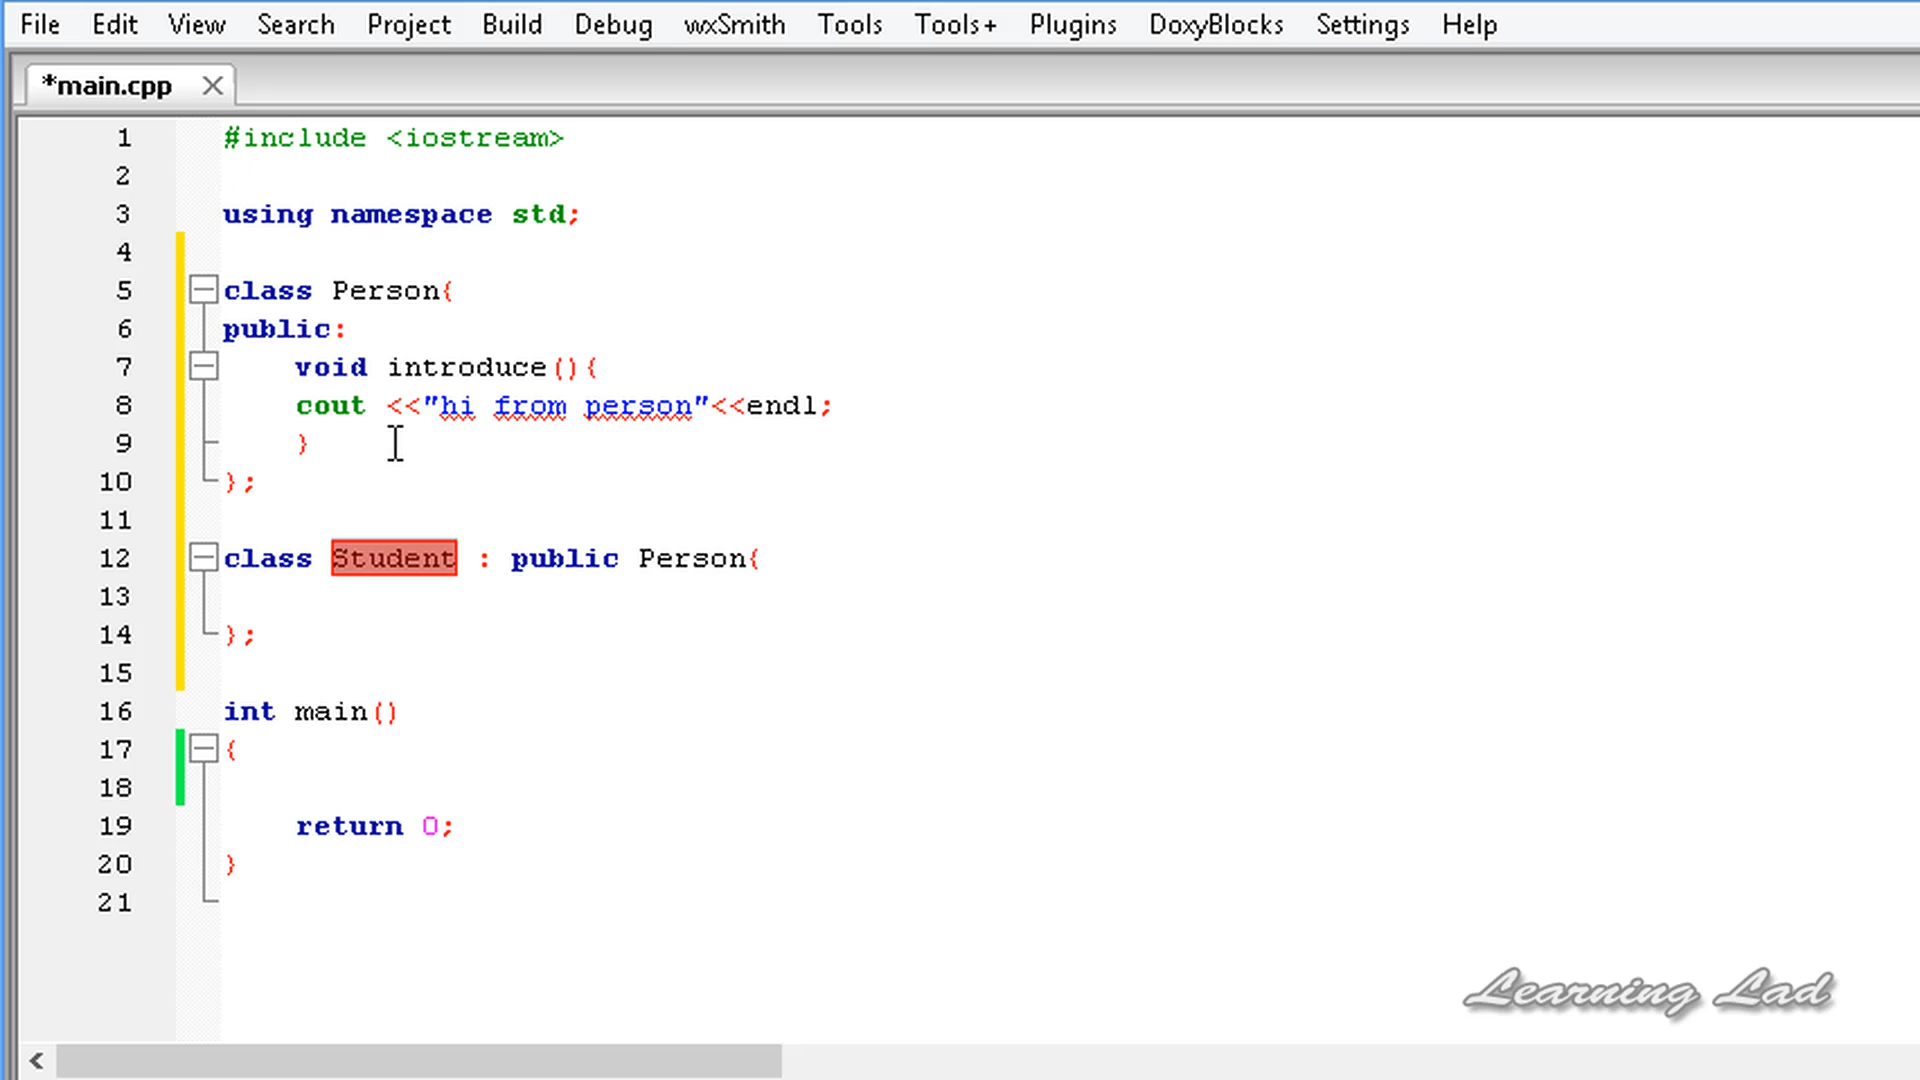 File Edit View Search Project Build Debug wxSmith Tools Tools+ Plugins DoxyBlocks Settings Help
*main.cpp
1 #include <iostream>
2
3 using namespace std;
4
5 class Person{
6 public:
7 void introduce(){
8 cout <<"hi from person"<<endl;
9 }
10 };
11
12 class Student : public Person{
13
14 };
15
16 int main()
17 {
18
19 return 0;
20 }
21
Learning Lad